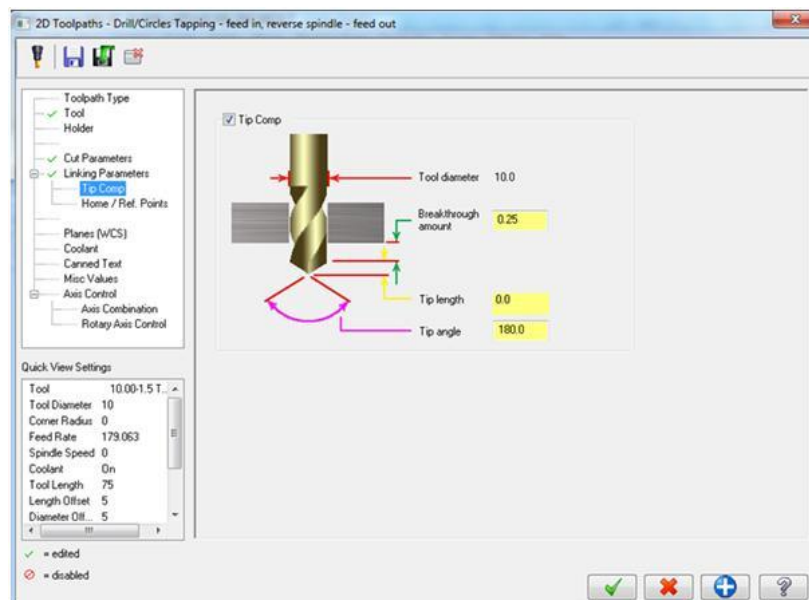 2D Toolpaths - Drill/Circles Tapping - feed in, reverse spindle - feed out
Toolpath Type
Tool
Holder
Cut Parameters
Linking Parameters
Tip Comp
Home / Ref. Points
Planes (WCS)
Coolant
Canned Text
Misc Values
Axis Control
Axis Combination
Rotary Axis Control
Quick View Settings
Tool 10.00-1.5 T...
Tool Diameter 10
Corner Radius 0
Feed Rate 179.063
Spindle Speed 0
Coolant On
Tool Length 75
Length Offset 5
Diameter Off... 5
= edited
= disabled
Tip Comp
Tool diameter 10.0
Breakthrough
amount 0.25
Tip length 0.0
Tip angle 180.0